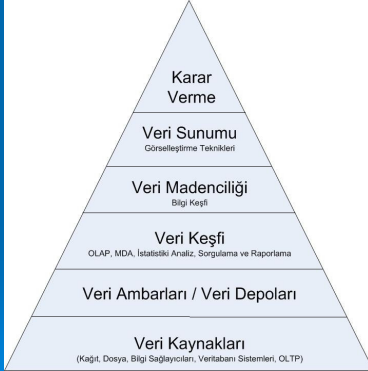 Karar
Verme
Veri Sunumu
Görselleştirme Teknikleri
Veri Madenciliği
Bilgi Keşfi
Veri Keşfi
OLAP, MDA, İstatistiki Analiz, Sorgulama ve Raporlama
Veri Ambarları / Veri Depoları
Veri Kaynakları
(Kağıt, Dosya, Bilgi Sağlayıcıları, Veritabanı Sistemleri, OLTP)